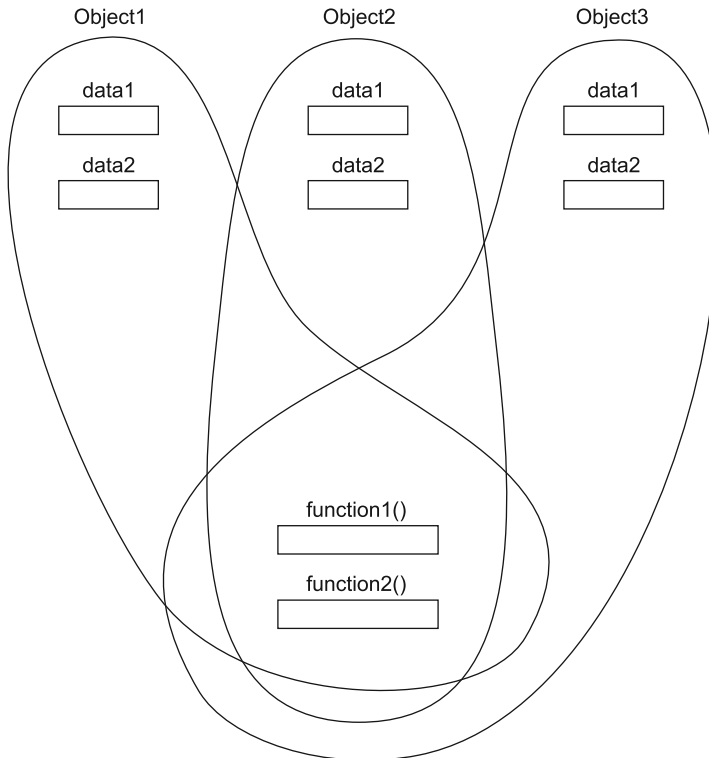 Object1 Object2 Object3
data1 data1 data1
data2 data2 data2
function1()
function2()